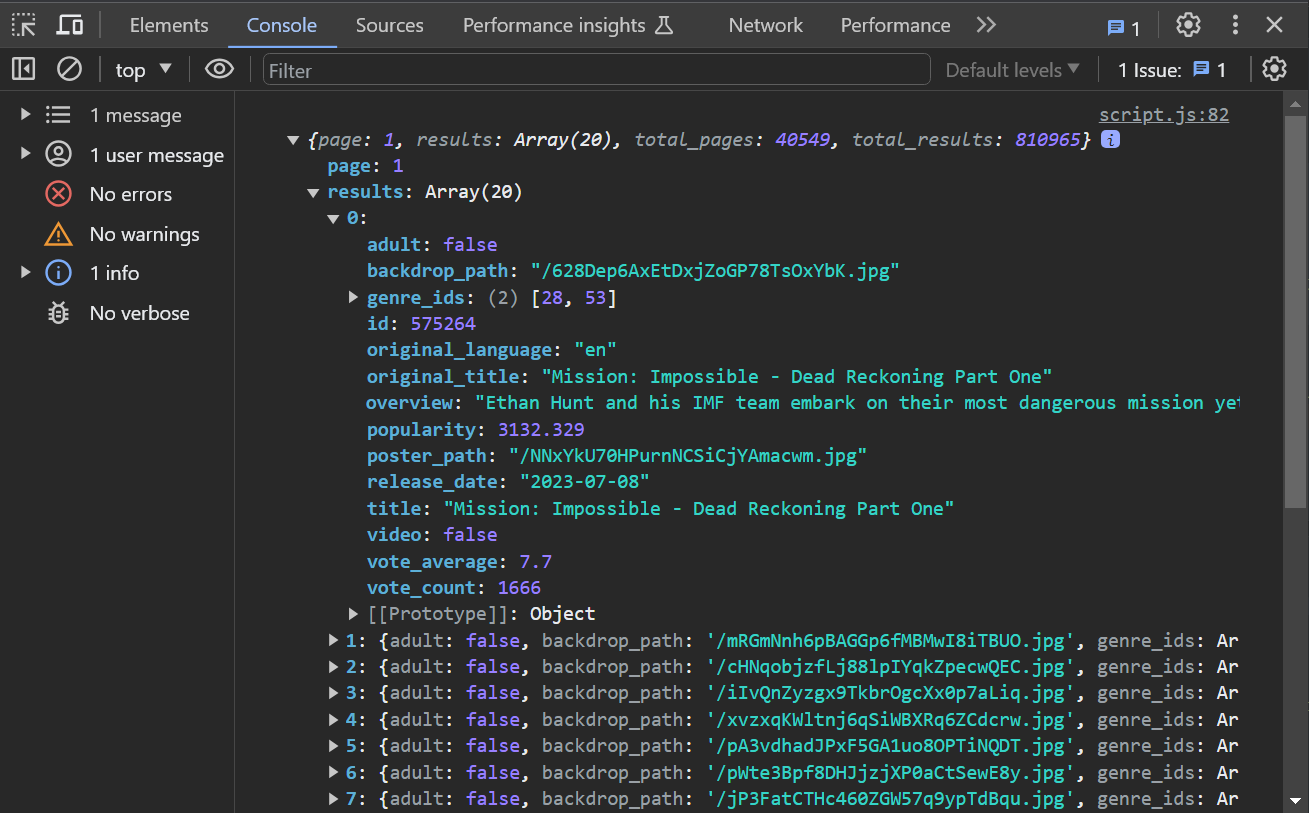 Elements Console Sources Performance insights Network Performance 1
top Filter Default levels 1 Issue: 1
1 message
1 user message
No errors
No warnings
1 info
No verbose
script.js:82
{page: 1, results: Array(20), total_pages: 40549, total_results: 810965} i
page: 1
results: Array(20)
0:
adult: false
backdrop_path: "/628Dep6AxEtDxjZoGP78TsOxYbK.jpg"
genre_ids: (2) [28, 53]
id: 575264
original_language: "en"
original_title: "Mission: Impossible - Dead Reckoning Part One"
overview: "Ethan Hunt and his IMF team embark on their most dangerous mission yet
popularity: 3132.329
poster_path: "/NNxYkU70HPurnNCSiCjYAmacwm.jpg"
release_date: "2023-07-08"
title: "Mission: Impossible - Dead Reckoning Part One"
video: false
vote_average: 7.7
vote_count: 1666
[[Prototype]]: Object
1: {adult: false, backdrop_path: '/mRGmNnh6pBAGGp6fMBMwI8iTBUO.jpg', genre_ids: Ar
2: {adult: false, backdrop_path: '/cHNqobjzfLj88lpIYqkZpecwQEC.jpg', genre_ids: Ar
3: {adult: false, backdrop_path: '/iIvQnZyzgx9TkbrOgcXx0p7aLiq.jpg', genre_ids: Ar
4: {adult: false, backdrop_path: '/xvzxqKWltnj6qSiWBXRq6ZCdcrw.jpg', genre_ids: Ar
5: {adult: false, backdrop_path: '/pA3vdhadJPxF5GA1uo8OPTiNQDT.jpg', genre_ids: Ar
6: {adult: false, backdrop_path: '/pWte3Bpf8DHJjzjXP0aCtSewE8y.jpg', genre_ids: Ar
7: {adult: false, backdrop_path: '/jP3FatCTHc460ZGW57q9ypTdBqu.jpg', genre_ids: Ar